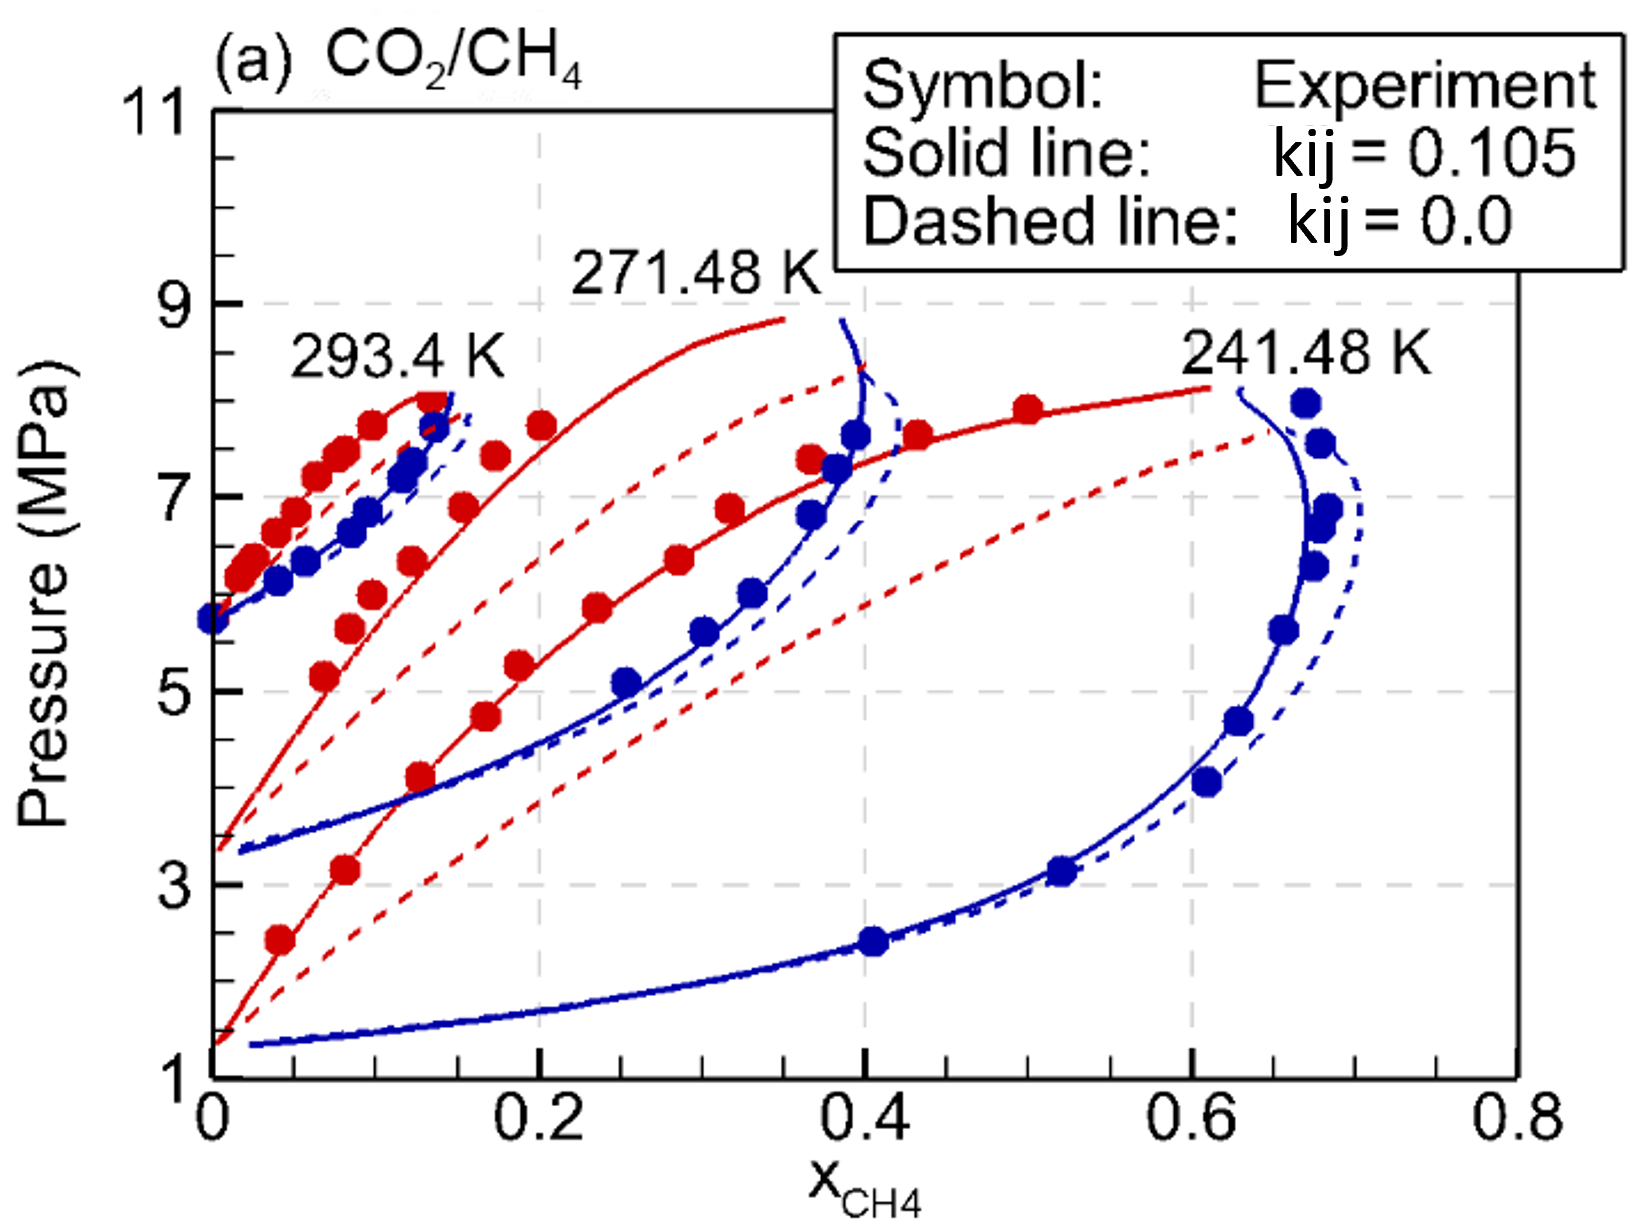 (a) CO₂/CH₄
Symbol: Experiment
Solid line: kij = 0.105
Dashed line: kij = 0.0
293.4 K
271.48 K
241.48 K
Pressure (MPa)
11
9
7
5
3
1
0 0.2 0.4 0.6 0.8
x_CH4